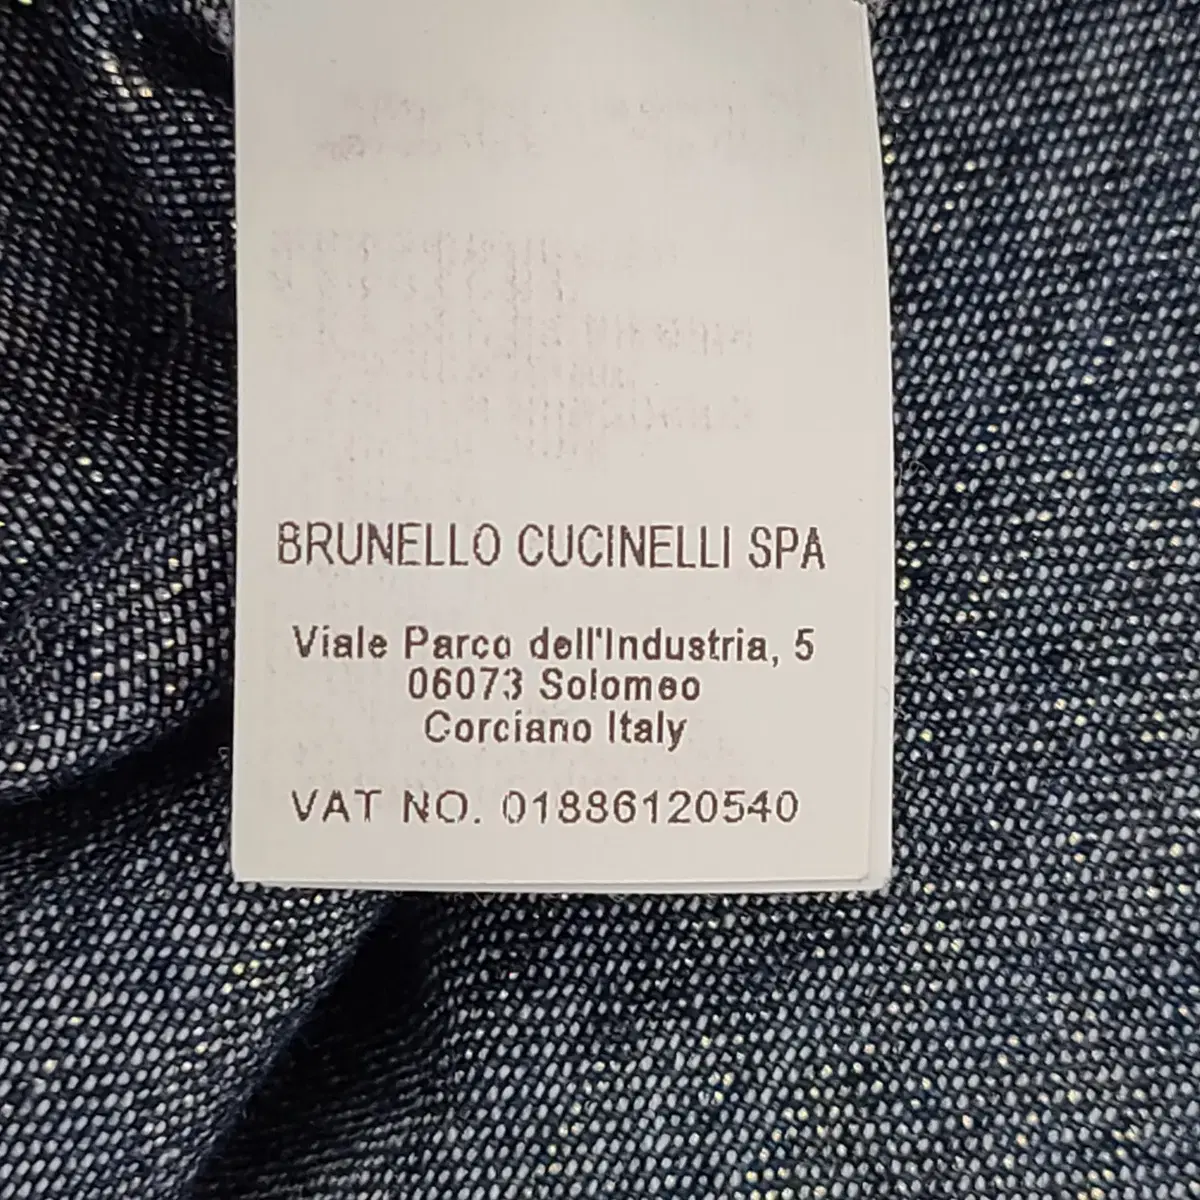 BRUNELLO CUCINELLI SPA
Viale Parco dell'Industria, 5
06073 Solomeo
Corciano Italy
VAT NO. 01886120540